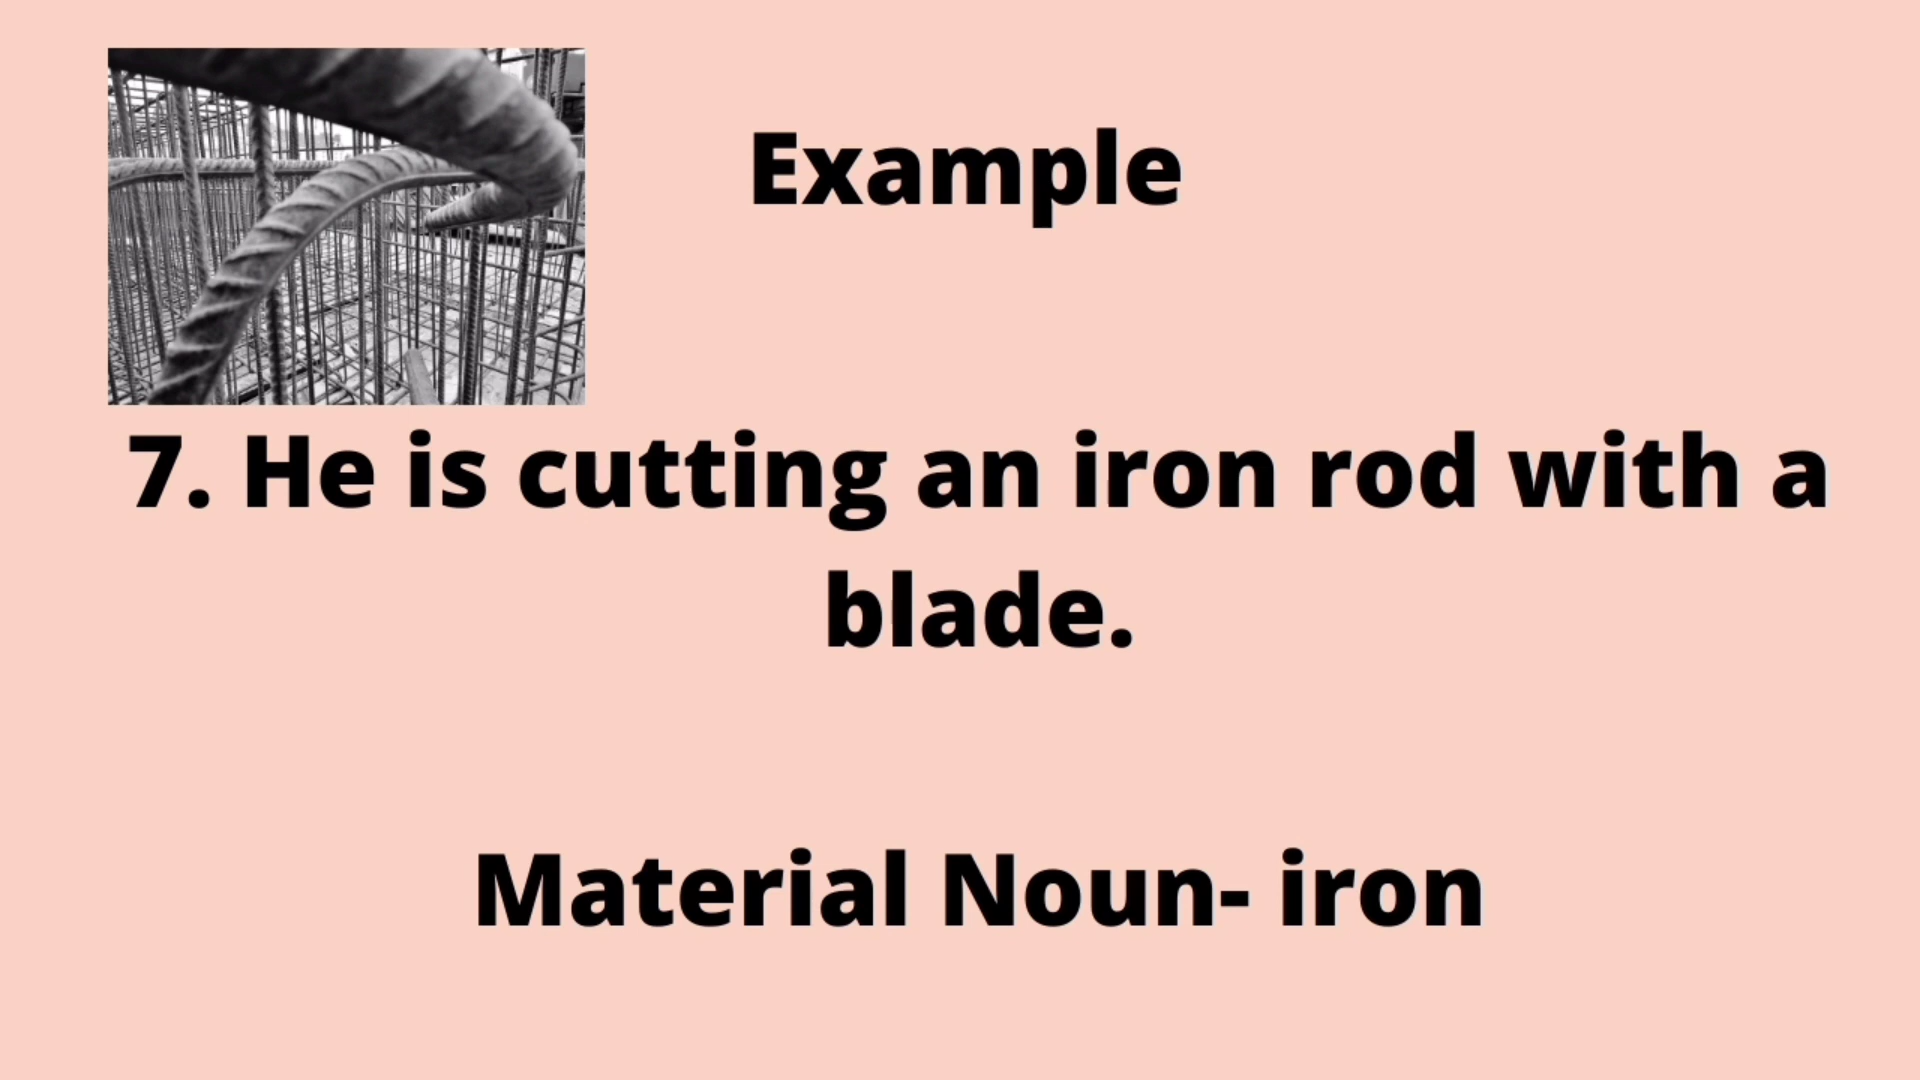 Example
7. He is cutting an iron rod with a
blade.
Material Noun- iron